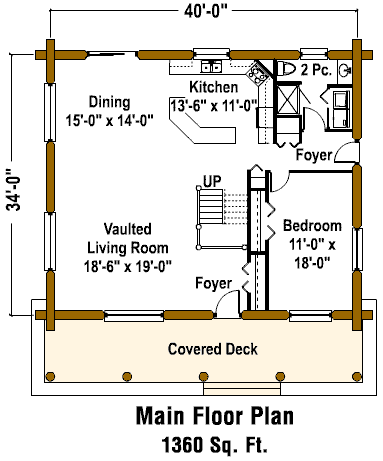 40'-0"
2 Pc.
Kitchen
13'-6" x 11'-0"
Dining
15'-0" x 14'-0"
Foyer
34'-0"
UP
Vaulted
Living Room
18'-6" x 19'-0"
Bedroom
11'-0" x
18'-0"
Foyer
Covered Deck
Main Floor Plan
1360 Sq. Ft.